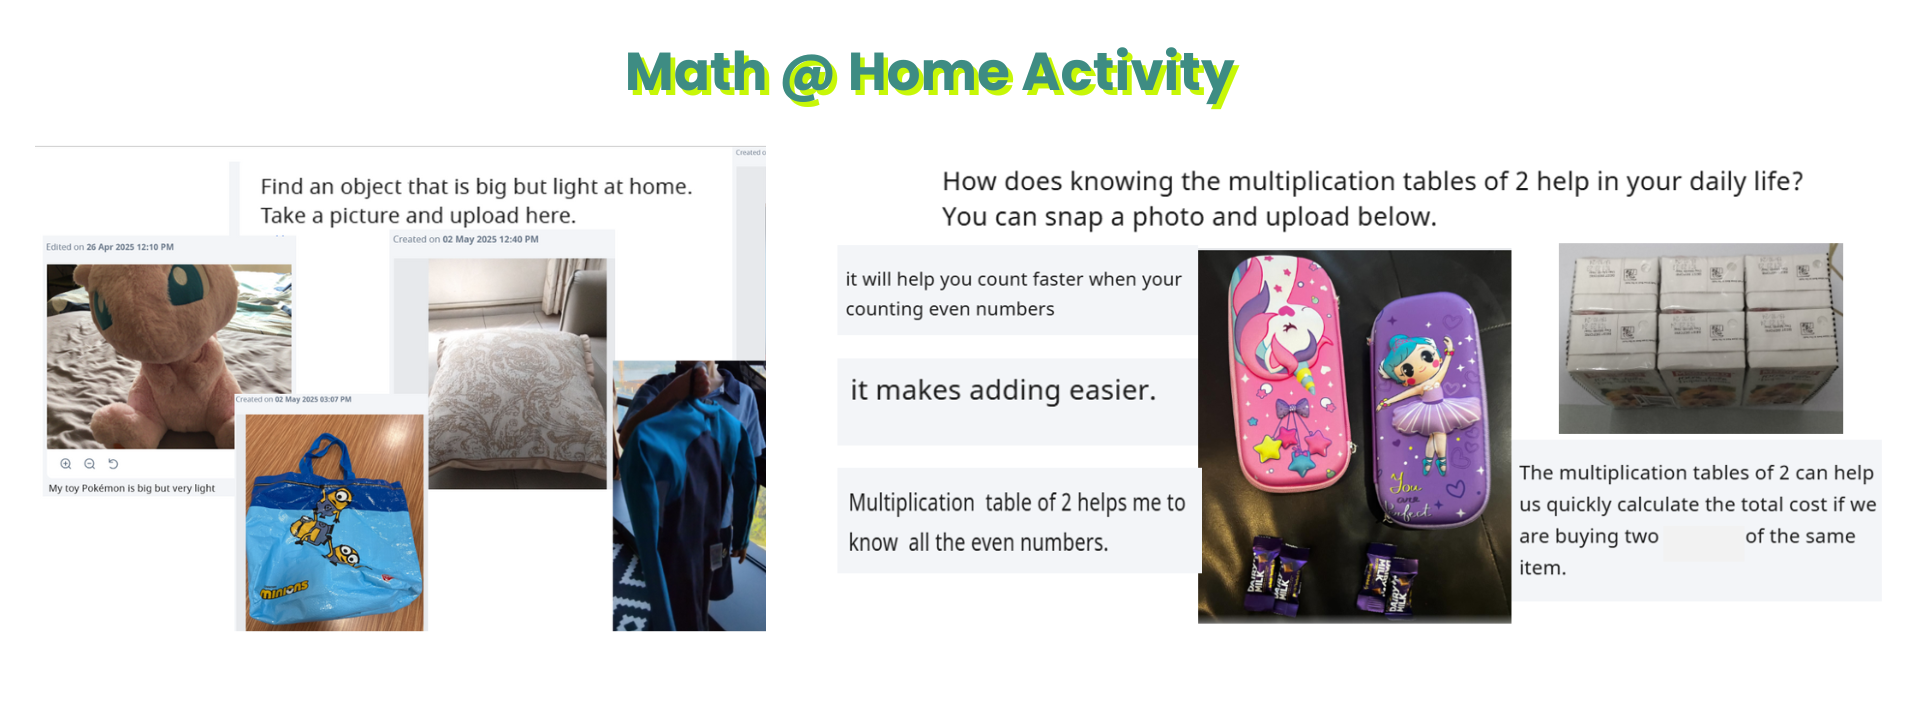 Math @ Home Activity
Created o
Find an object that is big but light at home.
Take a picture and upload here.
Edited on 26 Apr 2025 12:10 PM
My toy Pokémon is big but very light
Created on 02 May 2025 12:40 PM
Created on 02 May 2025 03:07 PM
MINIONS
How does knowing the multiplication tables of 2 help in your daily life?
You can snap a photo and upload below.
it will help you count faster when your
counting even numbers
it makes adding easier.
Multiplication table of 2 helps me to
know all the even numbers.
You
are
Perfect
DAIRY
MILK
DAIRY
MILK
The multiplication tables of 2 can help
us quickly calculate the total cost if we
are buying two of the same
item.